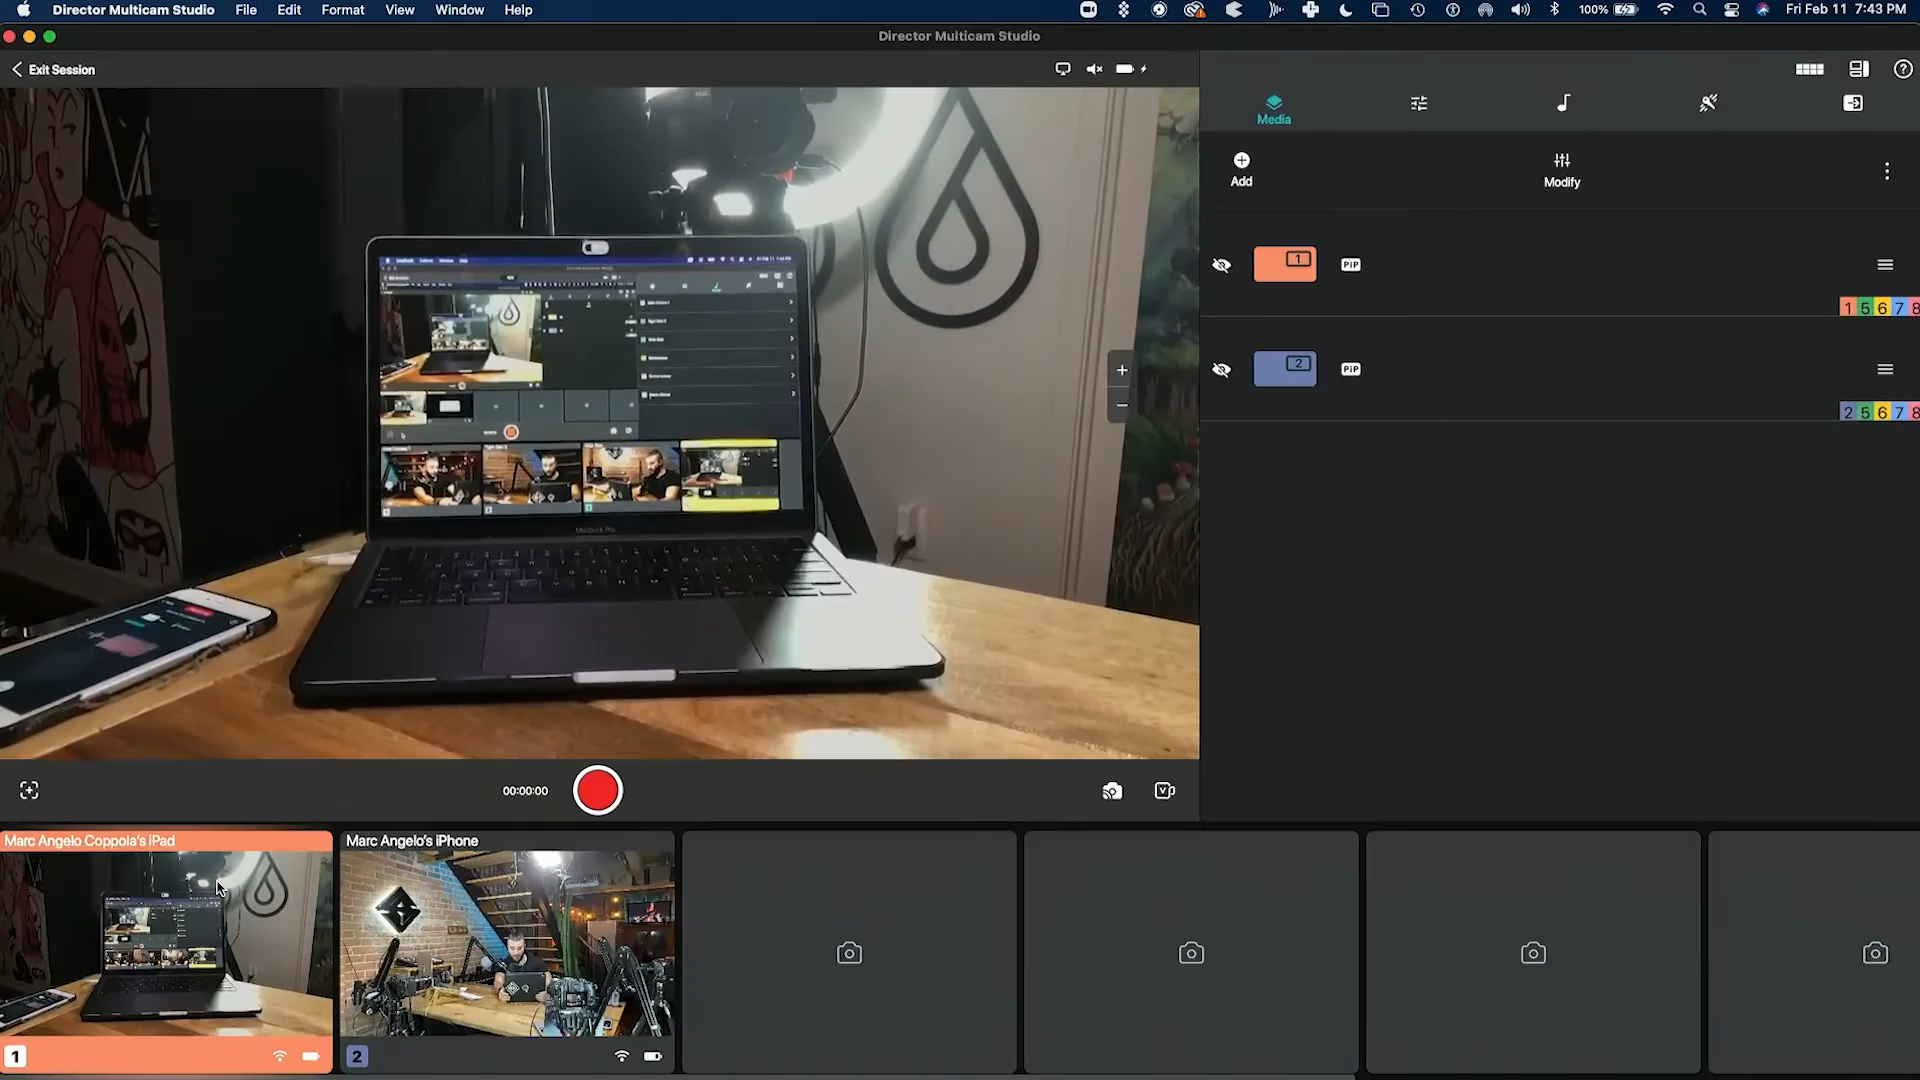 Director Multicam Studio File Edit Format View Window Help 100% Fri Feb 11 7:43 PM
Director Multicam Studio
Exit Session
Media
Add
Modify
1
PiP
1 5 6 7 8
2
PiP
2 5 6 7 8
MacBook Pro
00:00:00
Marc Angelo Coppola's iPad
Marc Angelo's iPhone
1
2